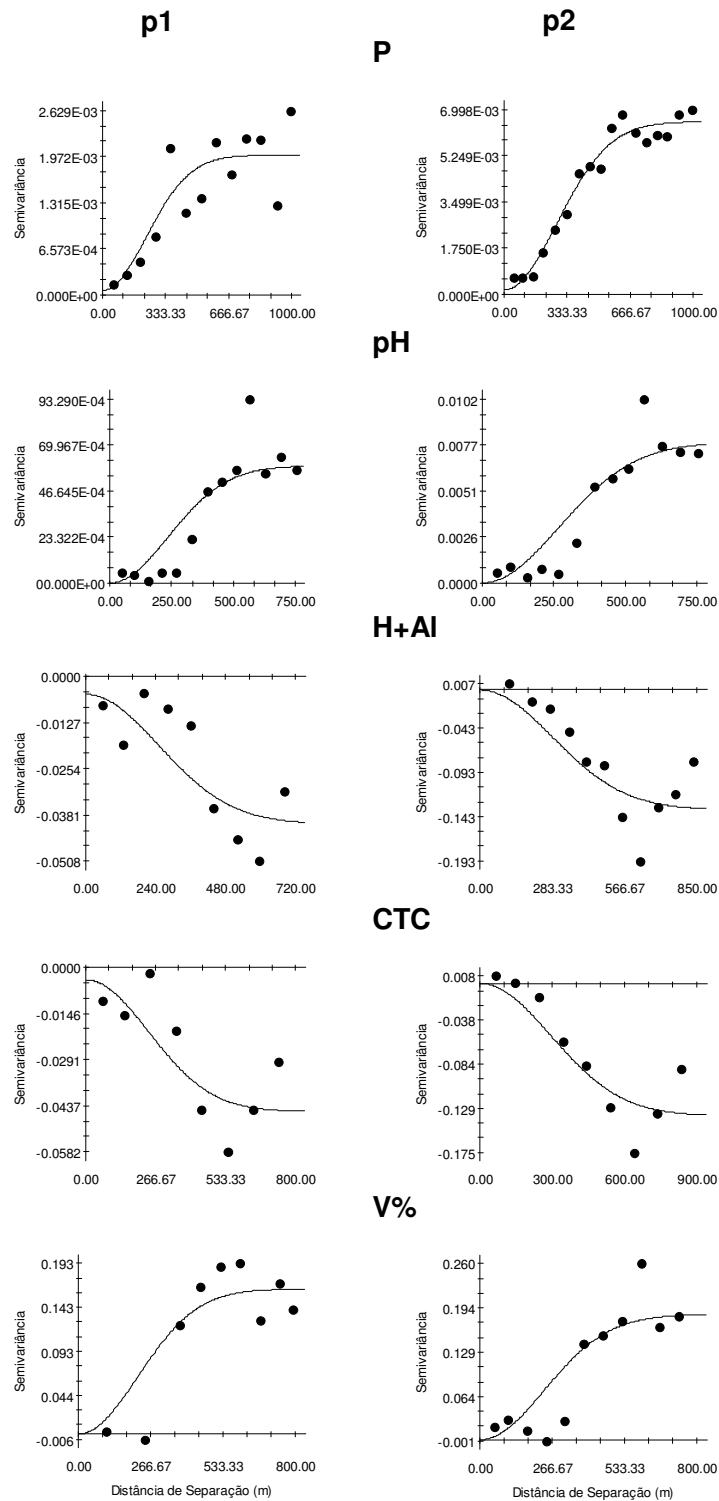 p1 p2
P
Semivariância
2.629E-03
1.972E-03
1.315E-03
6.573E-04
0.000E+00
0.00 333.33 666.67 1000.00
Semivariância
6.998E-03
5.249E-03
3.499E-03
1.750E-03
0.000E+00
0.00 333.33 666.67 1000.00
pH
Semivariância
93.290E-04
69.967E-04
46.645E-04
23.322E-04
00.000E+00
0.00 250.00 500.00 750.00
Semivariância
0.0102
0.0077
0.0051
0.0026
0.0000
0.00 250.00 500.00 750.00
H+Al
Semivariância
0.0000
-0.0127
-0.0254
-0.0381
-0.0508
0.00 240.00 480.00 720.00
Semivariância
0.007
-0.043
-0.093
-0.143
-0.193
0.00 283.33 566.67 850.00
CTC
Semivariância
0.0000
-0.0146
-0.0291
-0.0437
-0.0582
0.00 266.67 533.33 800.00
Semivariância
0.008
-0.038
-0.084
-0.129
-0.175
0.00 300.00 600.00 900.00
V%
Semivariância
0.193
0.143
0.093
0.044
-0.006
0.00 266.67 533.33 800.00
Distância de Separação (m)
Semivariância
0.260
0.194
0.129
0.064
-0.001
0.00 266.67 533.33 800.00
Distância de Separação (m)